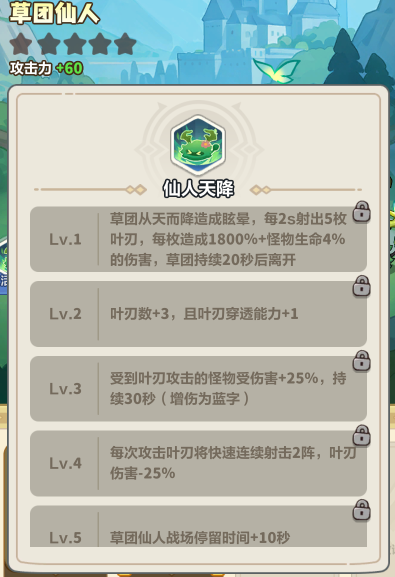 草团仙人
攻击力 +60
仙人天降
Lv.1
草团从天而降造成眩晕，每2s射出5枚
叶刃，每枚造成1800%+怪物生命4%
的伤害，草团持续20秒后离开
Lv.2
叶刃数+3，且叶刃穿透能力+1
Lv.3
受到叶刃攻击的怪物受伤害+25%，持
续30秒（增伤为蓝字）
Lv.4
每次攻击叶刃将快速连续射击2阵，叶刃
伤害-25%
Lv.5
草团仙人战场停留时间+10秒